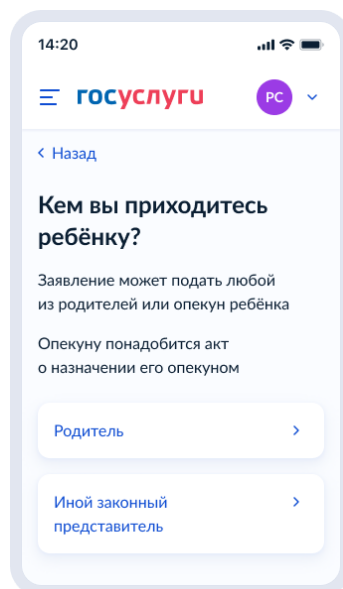 14:20
госуслуги
РС
Назад
Кем вы приходитесь
ребёнку?
Заявление может подать любой
из родителей или опекун ребёнка
Опекуну понадобится акт
о назначении его опекуном
Родитель
Иной законный
представитель